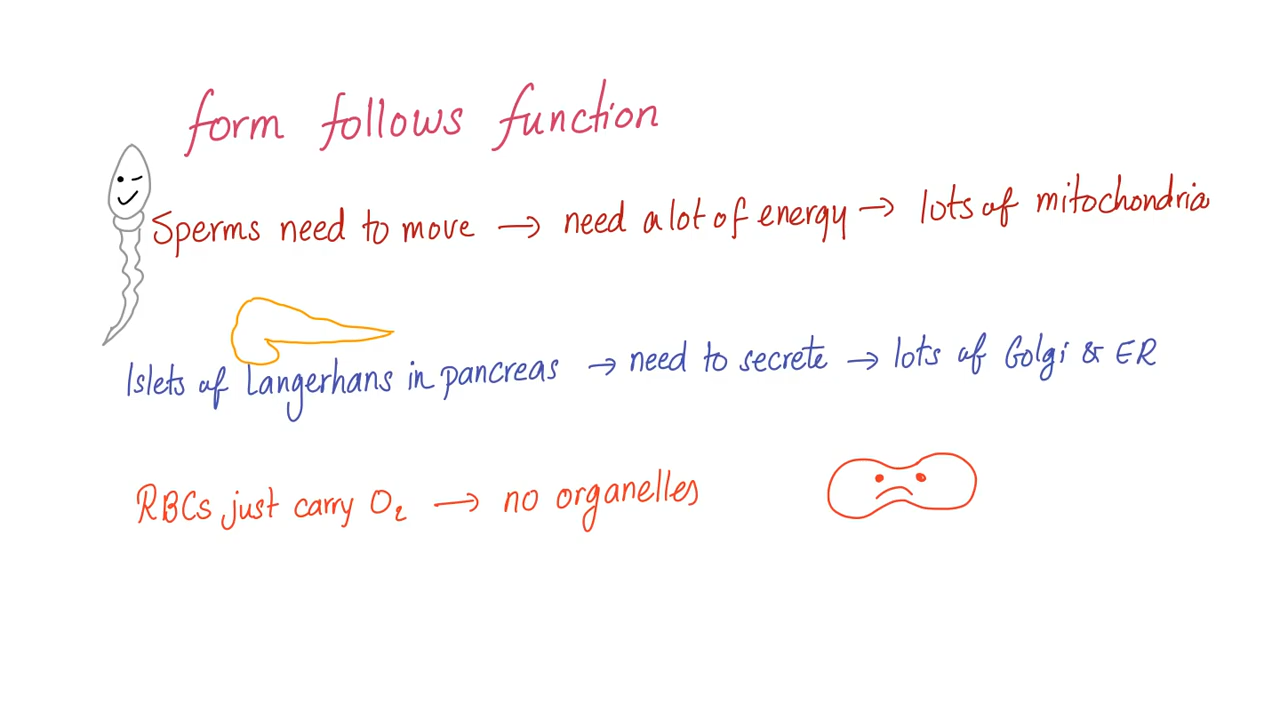 form follows function
Sperms need to move → need a lot of energy → lots of mitochondria
Islets of Langerhans in pancreas → need to secrete → lots of Golgi & ER
RBCs just carry O₂ → no organelles